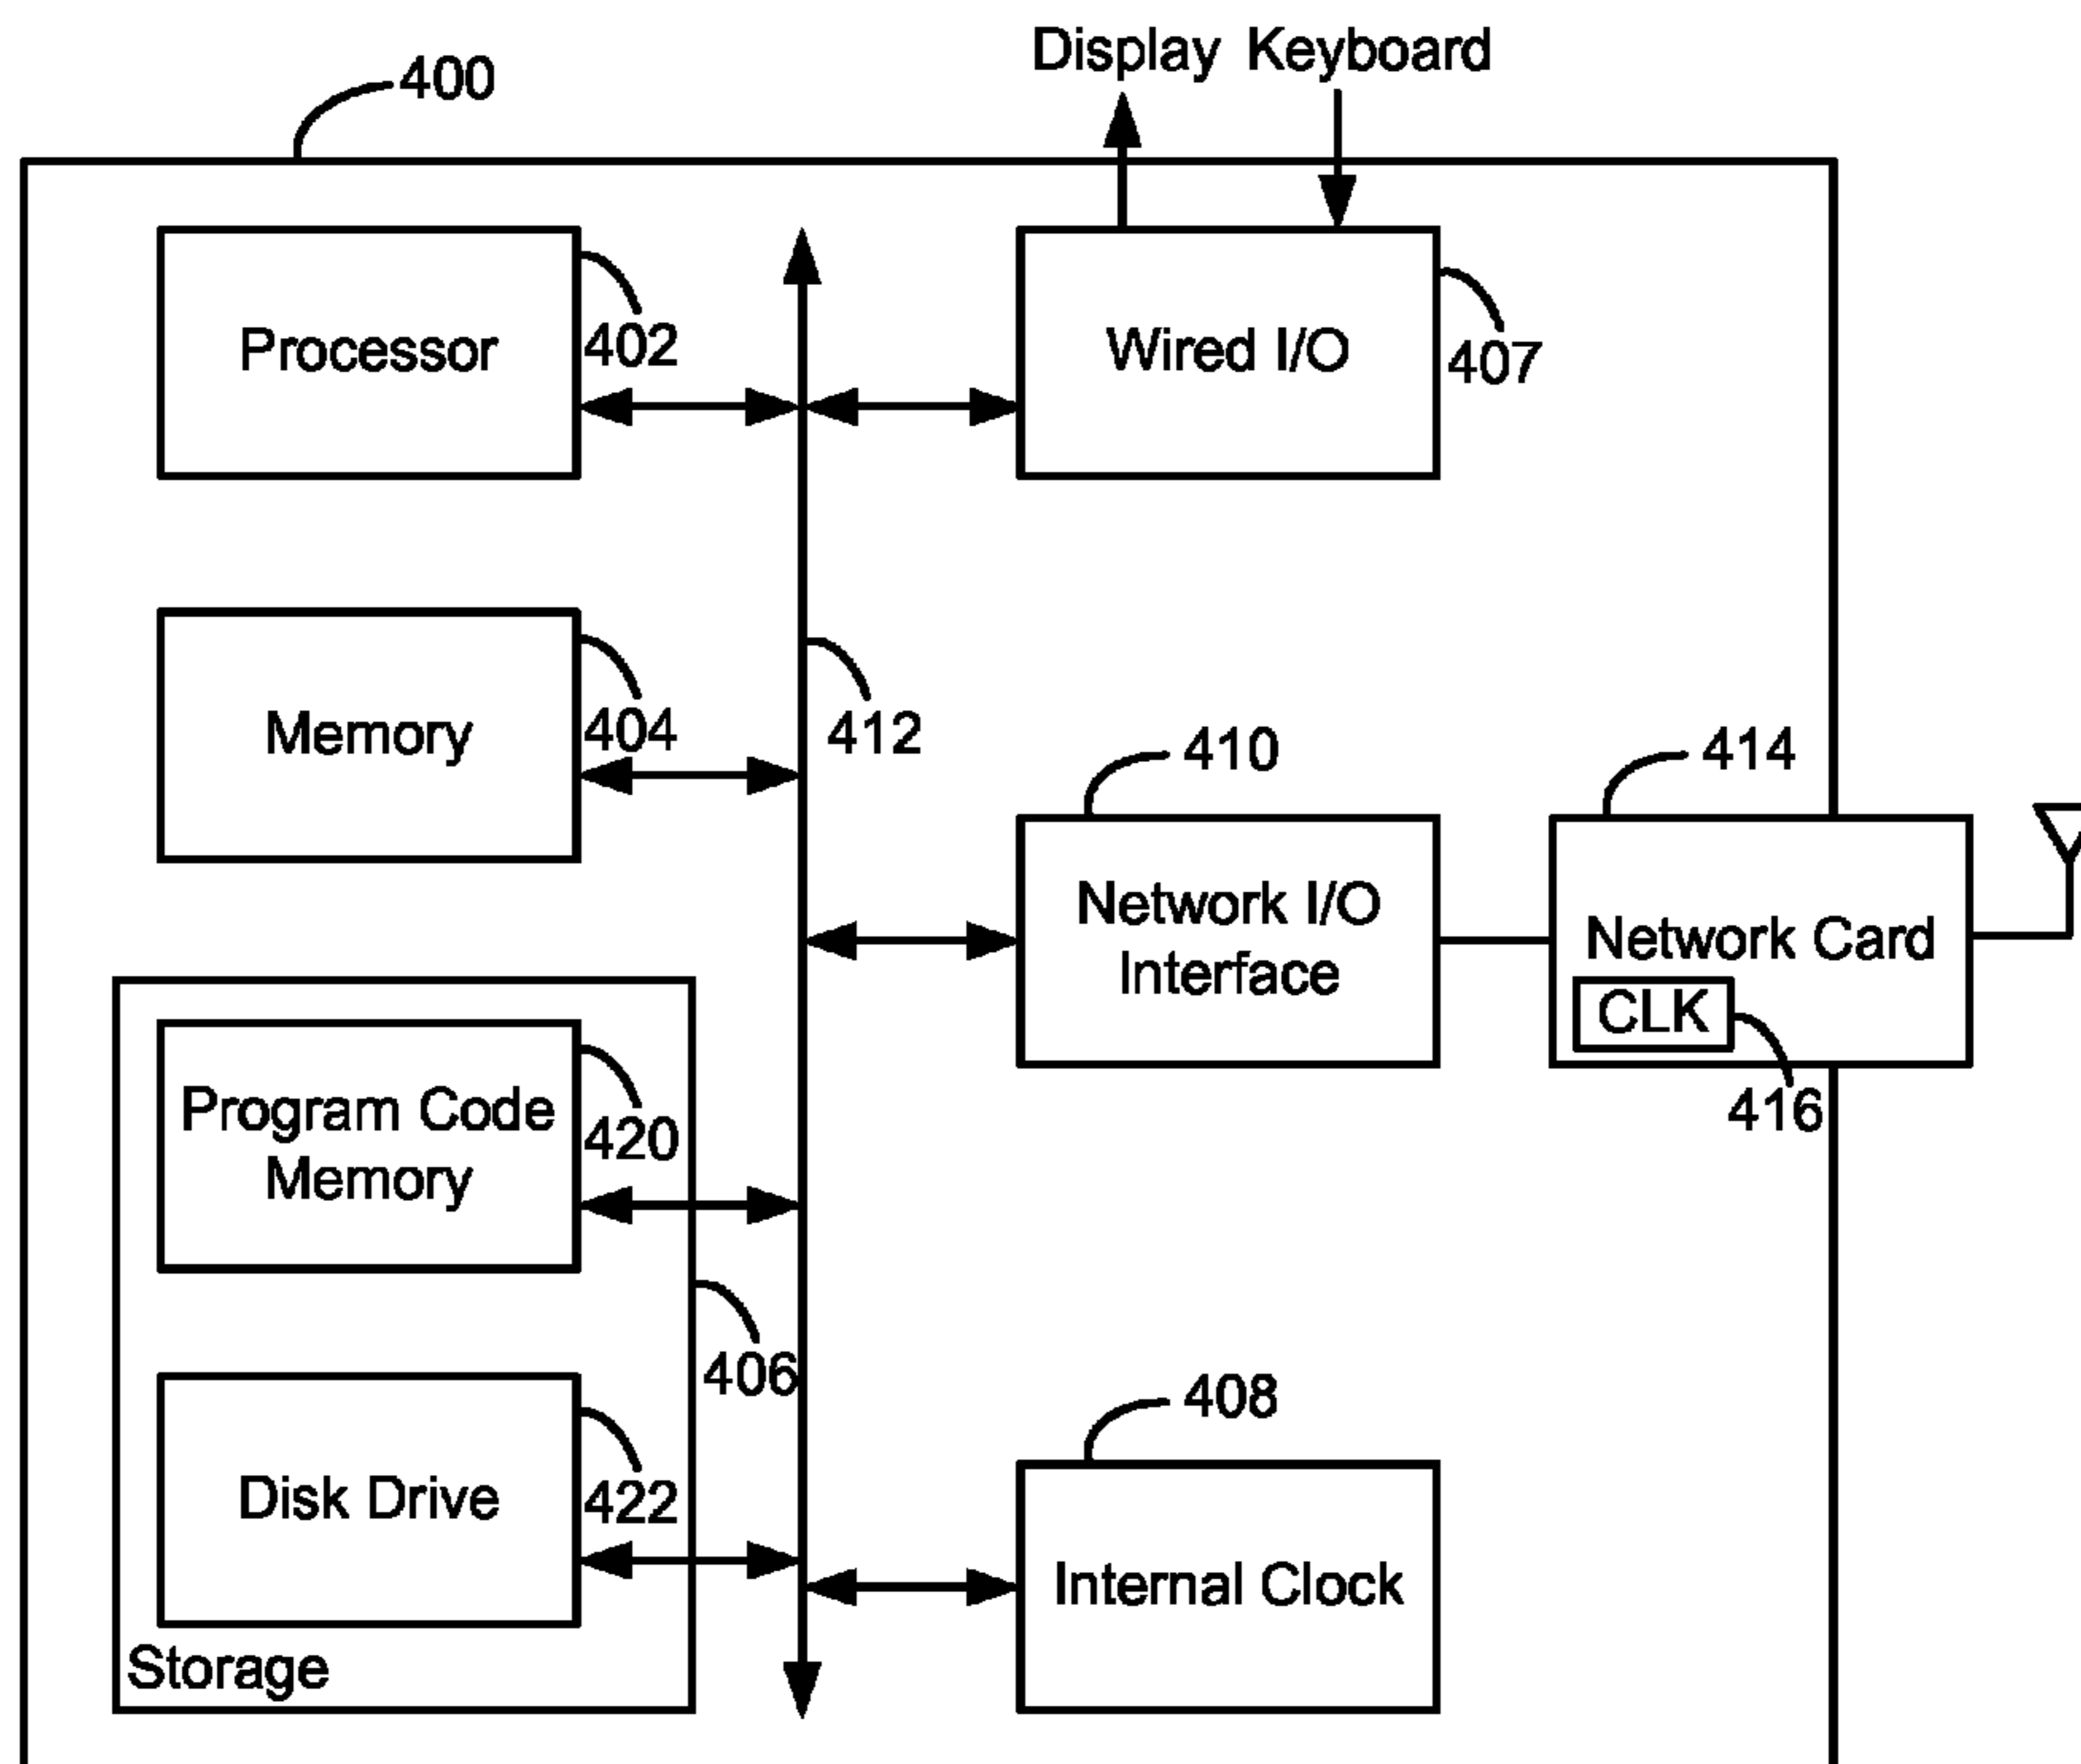 Display Keyboard
400
Processor
402
Wired I/O
407
Memory
404
412
410
414
Network I/O
Interface
Network Card
CLK
416
Program Code
Memory
420
406
408
Disk Drive
422
Internal Clock
Storage